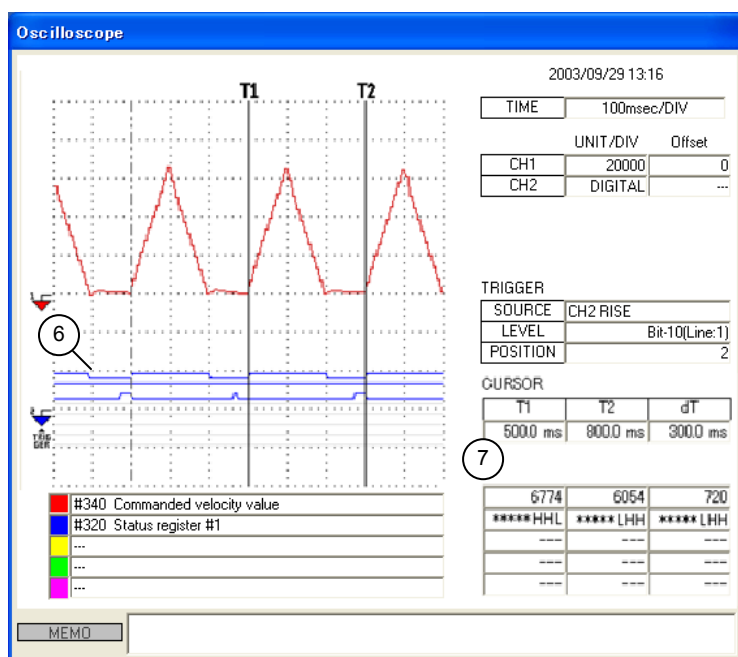 Oscilloscope
2003/09/29 13:16
T1 T2
TIME 100msec/DIV
UNIT/DIV Offset
CH1 20000 0
CH2 DIGITAL ---
TRIGGER
SOURCE CH2 RISE
LEVEL Bit-10(Line:1)
POSITION 2
6
CURSOR
T1 T2 dT
500.0 ms 800.0 ms 300.0 ms
TRIG
GER
7
6774 6054 720
*****HHL *****LHH *****LHH
--- --- ---
--- --- ---
--- --- ---
#340 Commanded velocity value
#320 Status register #1
---
---
---
MEMO